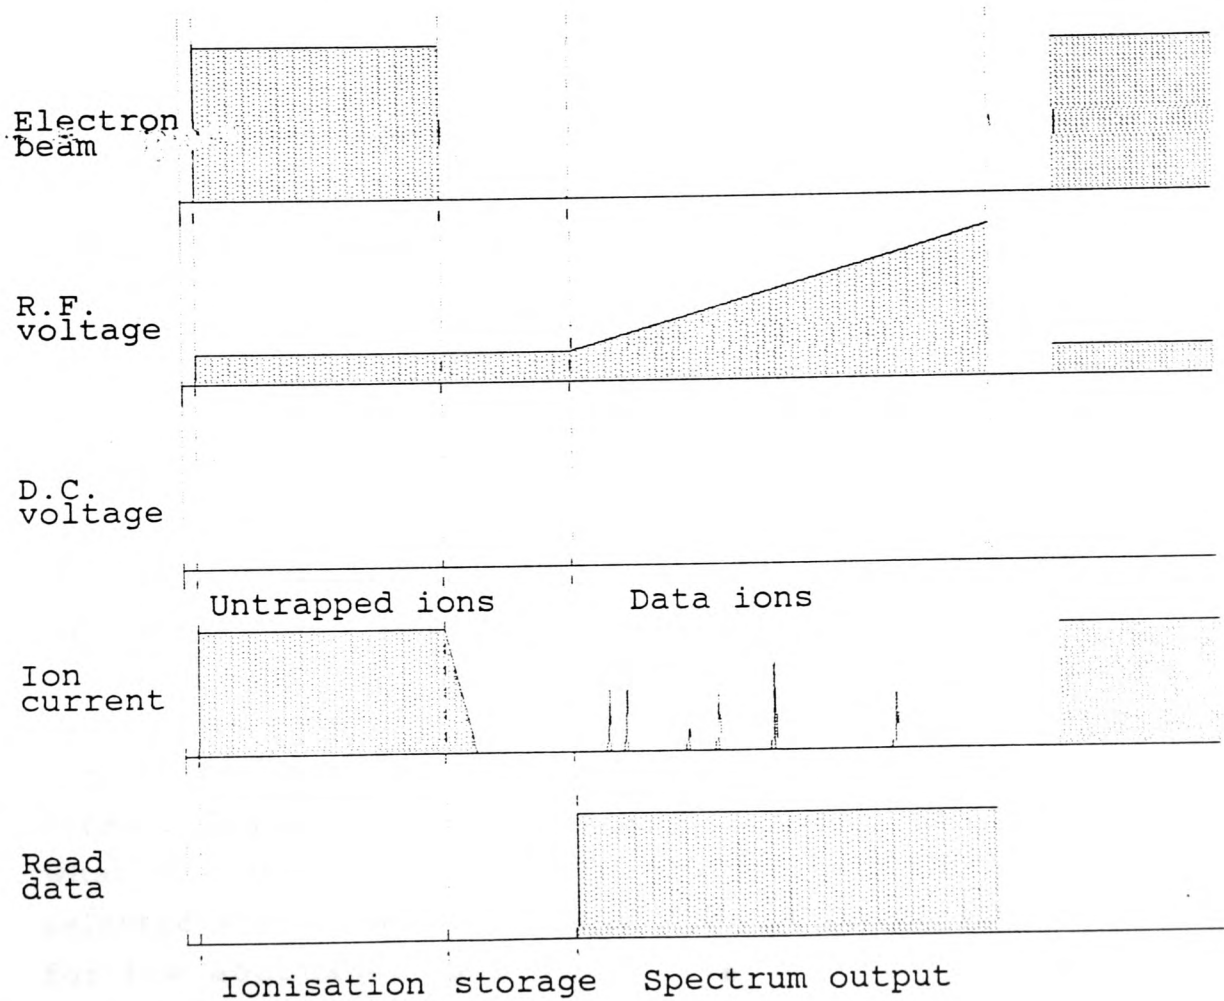 Electron
beam
R.F.
voltage
D.C.
voltage
Untrapped ions Data ions
Ion
current
Read
data
Ionisation storage Spectrum output